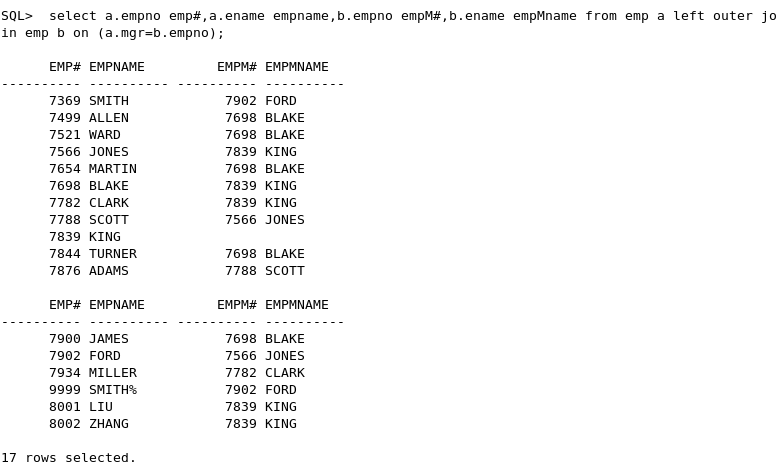 SQL>  select a.empno emp#,a.ename empname,b.empno empM#,b.ename empMname from emp a left outer jo
in emp b on (a.mgr=b.empno);
      EMP# EMPNAME         EMPM# EMPMNAME
---------- ---------- ---------- ----------
      7369 SMITH            7902 FORD
      7499 ALLEN            7698 BLAKE
      7521 WARD             7698 BLAKE
      7566 JONES            7839 KING
      7654 MARTIN           7698 BLAKE
      7698 BLAKE            7839 KING
      7782 CLARK            7839 KING
      7788 SCOTT            7566 JONES
      7839 KING
      7844 TURNER           7698 BLAKE
      7876 ADAMS            7788 SCOTT
      EMP# EMPNAME         EMPM# EMPMNAME
---------- ---------- ---------- ----------
      7900 JAMES            7698 BLAKE
      7902 FORD             7566 JONES
      7934 MILLER           7782 CLARK
      9999 SMITH%           7902 FORD
      8001 LIU              7839 KING
      8002 ZHANG            7839 KING
17 rows selected.